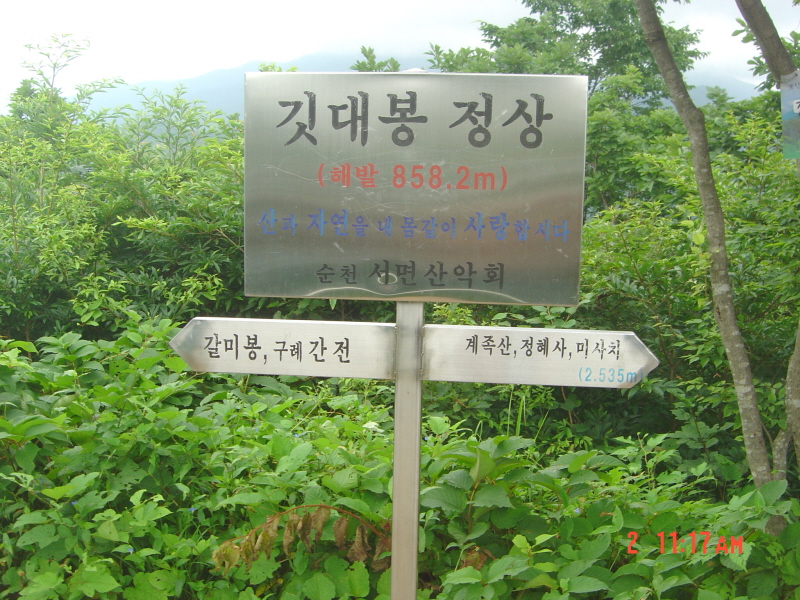 깃대봉 정상
(해발 858.2m)
산과 자연을 내 몸같이 사랑합시다
순천 서면산악회
갈미봉, 구례간전
계족산, 정혜사, 미사치
(2.535m)
2 11:17AM